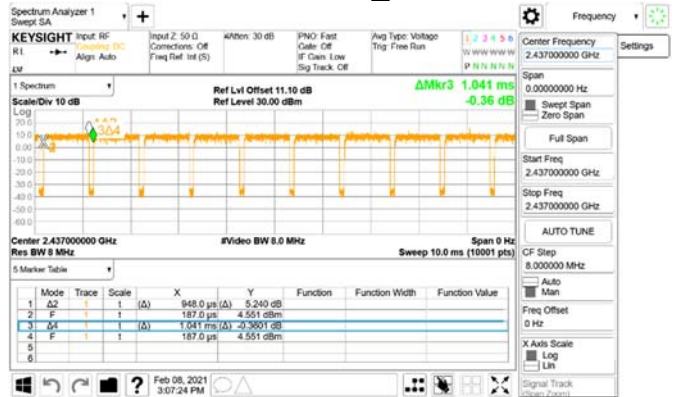 Spectrum Analyzer 1
Swept SA
Frequency
Settings
KEYSIGHT
Input: RF
Coupling: DC
Align: Auto
Input Z: 50 Ω
Corrections: Off
Freq Ref: Int (S)
#Atten: 30 dB
PNO: Fast
Gate: Off
IF Gain: Low
Sig Track: Off
Avg Type: Voltage
Trig: Free Run
1 2 3 4 5 6
W W W W W W
P N N N N N
1 Spectrum
Scale/Div 10 dB
Ref Lvl Offset 11.10 dB
Ref Level 30.00 dBm
ΔMkr3 1.041 ms
-0.36 dB
Log
20.0
10.0
0.00
-10.0
-20.0
-30.0
-40.0
-50.0
-60.0
3Δ4
Center 2.437000000 GHz
Res BW 8 MHz
#Video BW 8.0 MHz
Span 0 Hz
Sweep 10.0 ms (10001 pts)
5 Marker Table
Mode Trace Scale X Y Function Function Width Function Value
1 Δ2 1 t (Δ) 948.0 µs (Δ) 5.240 dB
2 F 1 t 187.0 µs 4.551 dBm
3 Δ4 1 t (Δ) 1.041 ms (Δ) -0.3601 dB
4 F 1 t 187.0 µs 4.551 dBm
5
6
Feb 08, 2021
3:07:24 PM
Center Frequency
2.437000000 GHz
Span
0.00000000 Hz
Swept Span
Zero Span
Full Span
Start Freq
2.437000000 GHz
Stop Freq
2.437000000 GHz
AUTO TUNE
CF Step
8.000000 MHz
Auto
Man
Freq Offset
0 Hz
X Axis Scale
Log
Lin
Signal Track
(Span Zoom)